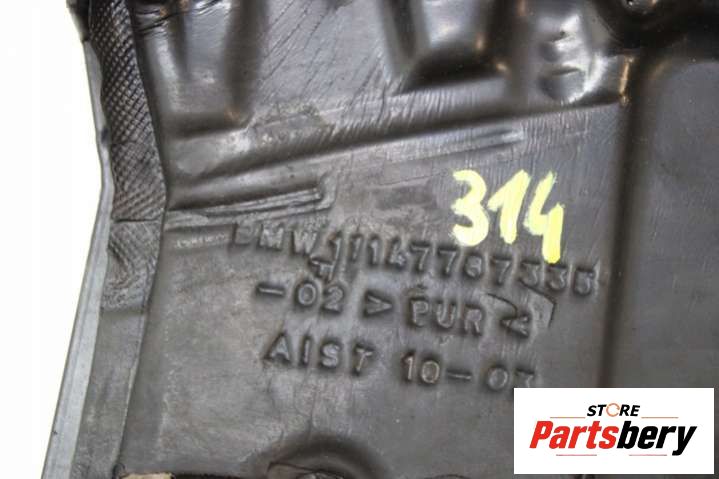 314
BMW 11147787335
-02 >PUR<
AIST 10-07
STORE
Partsbery